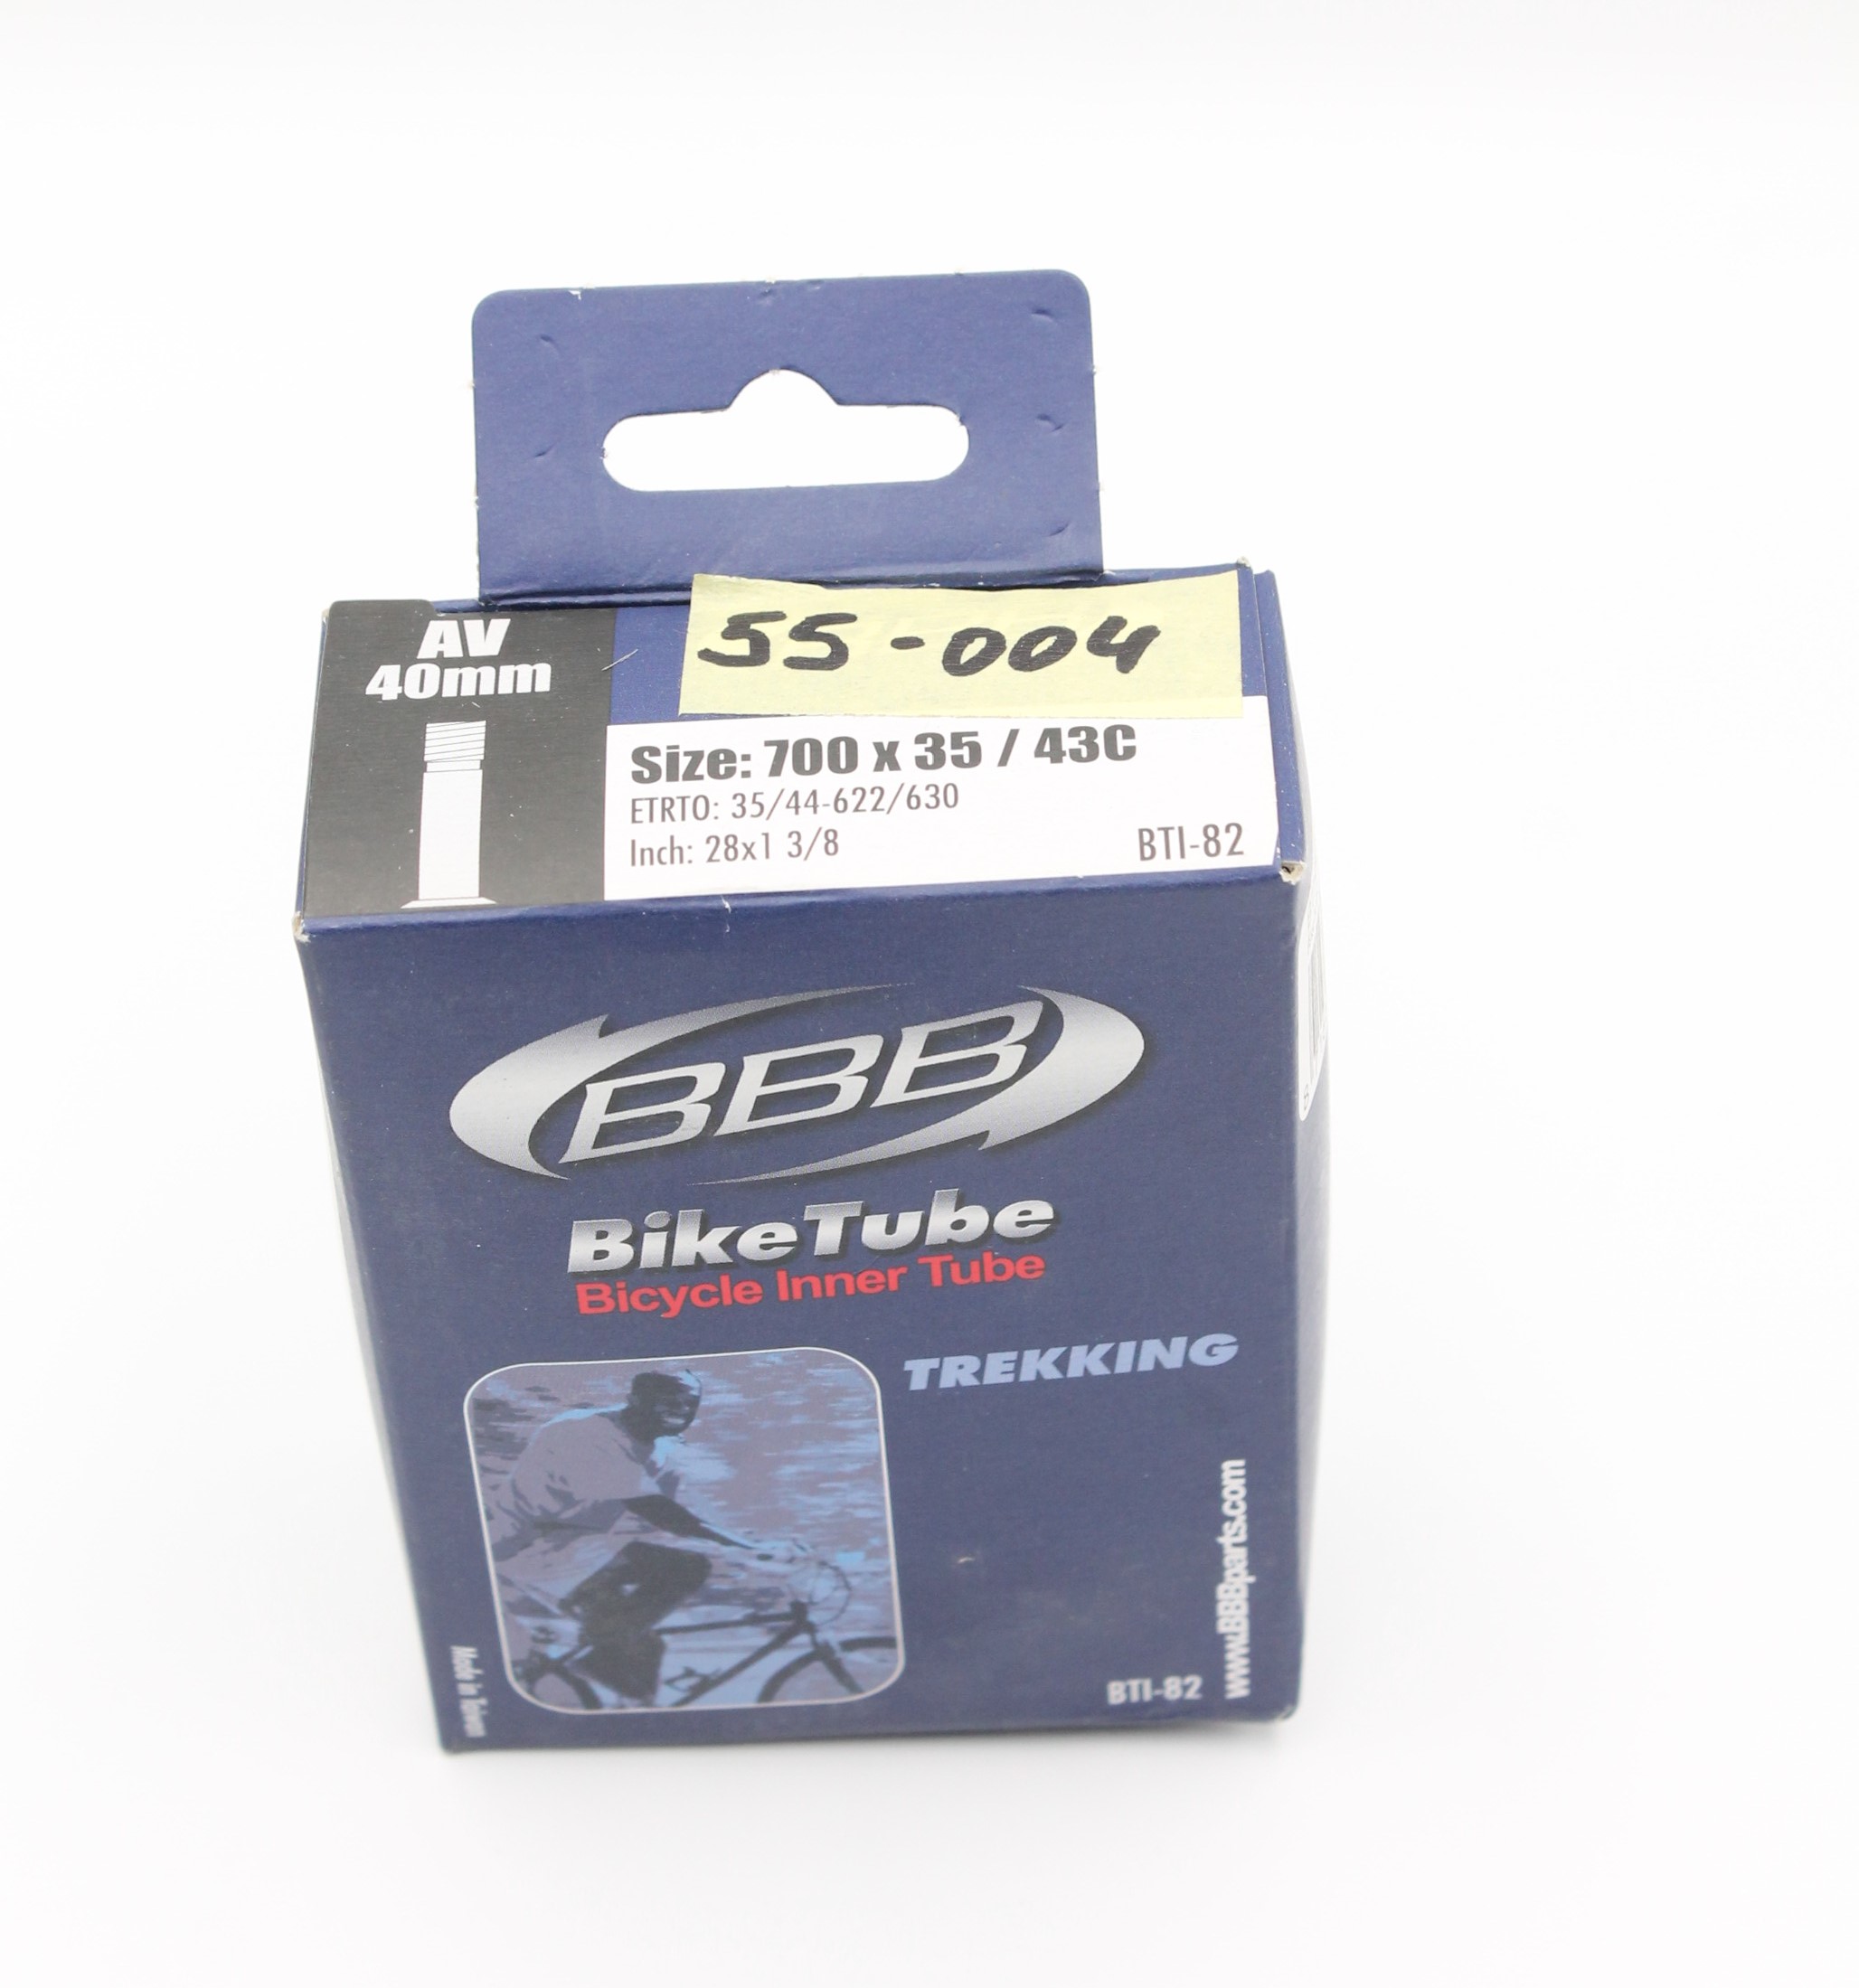 AV
40mm
55-004
Size: 700 x 35 / 43C
ETRTO: 35/44-622/630
Inch: 28x1 3/8
BTI-82
BBB
BikeTube
Bicycle Inner Tube
TREKKING
www.BBBparts.com
BTI-82
Made in Taiwan